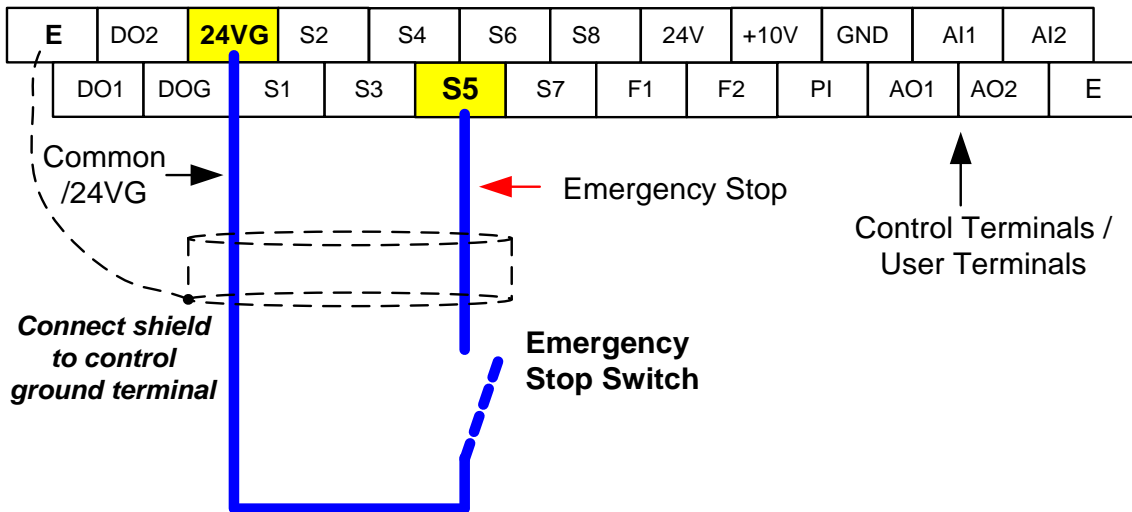 E DO2 24VG S2 S4 S6 S8 24V +10V GND AI1 AI2
DO1 DOG S1 S3 S5 S7 F1 F2 PI AO1 AO2 E
Common
/24VG
Emergency Stop
Control Terminals /
User Terminals
Connect shield
to control
ground terminal
Emergency
Stop Switch